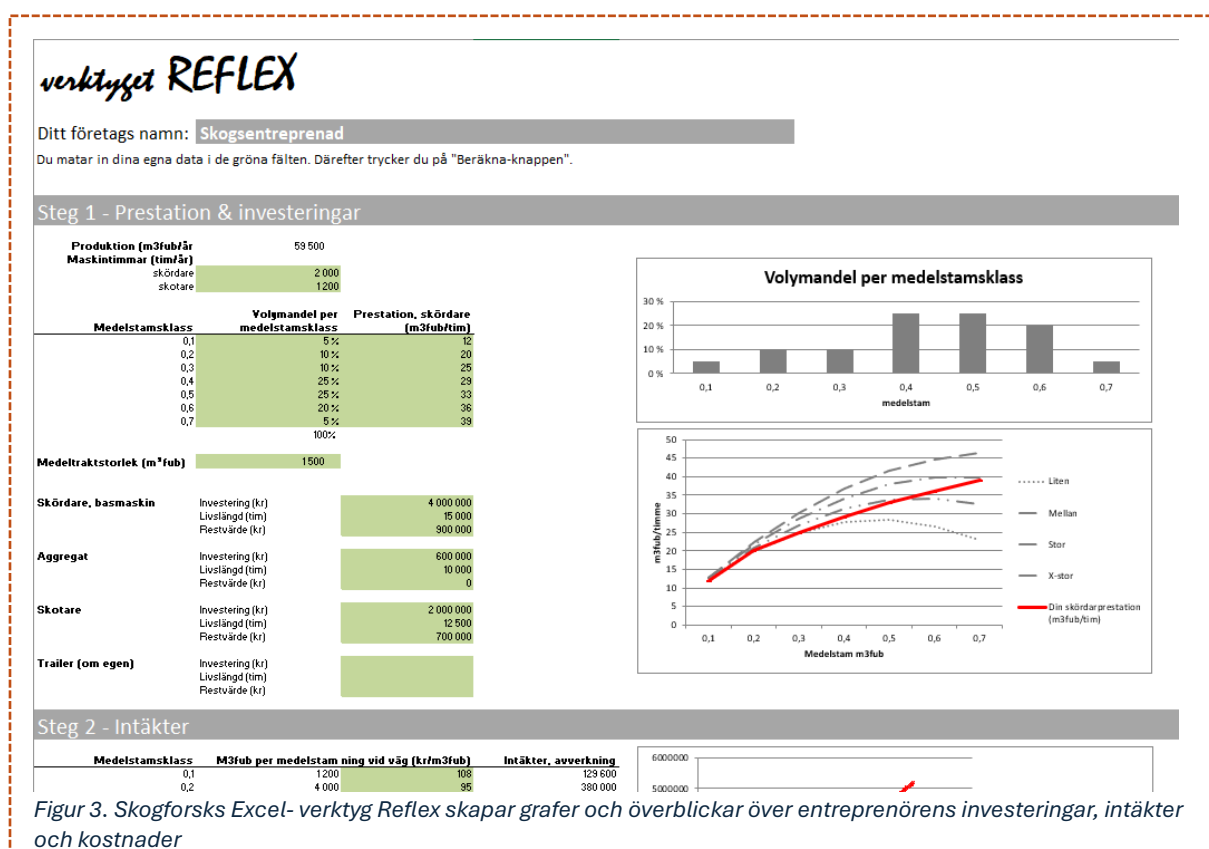 verktyget REFLEX
Ditt företags namn: Skogsentreprenad
Du matar in dina egna data i de gröna fälten. Därefter trycker du på "Beräkna-knappen".
Steg 1 - Prestation & investeringar
Produktion (m3fub/år 59 500
Maskintimmar (tim/år)
skördare 2 000
skotare 1 200
Volymandel per Prestation, skördare
Medelstamsklass medelstamsklass (m3fub/tim)
0,1 5 % 12
0,2 10 % 20
0,3 10 % 25
0,4 25 % 29
0,5 25 % 33
0,6 20 % 36
0,7 5 % 39
100%
Medeltraktstorlek (m³fub) 1 500
Skördare, basmaskin Investering (kr) 4 000 000
Livslängd (tim) 15 000
Restvärde (kr) 900 000
Aggregat Investering (kr) 600 000
Livslängd (tim) 10 000
Restvärde (kr) 0
Skotare Investering (kr) 2 000 000
Livslängd (tim) 12 500
Restvärde (kr) 700 000
Trailer (om egen) Investering (kr)
Livslängd (tim)
Restvärde (kr)
Volymandel per medelstamsklass
30 %
20 %
10 %
0 %
0,1 0,2 0,3 0,4 0,5 0,6 0,7
medelstam
50
45
40
35
30
25
20
15
10
5
0
m3fub/timme
0,1 0,2 0,3 0,4 0,5 0,6 0,7
Medelstam m3fub
Liten
Mellan
Stor
X-stor
Din skördarprestation
(m3fub/tim)
Steg 2 - Intäkter
Medelstamsklass M3fub per medelstam ning vid väg (kr/m3fub) Intäkter, avverkning
0,1 1 200 108 129 600
0,2 4 000 95 380 000
6000000
5000000
Figur 3. Skogforsks Excel- verktyg Reflex skapar grafer och överblickar över entreprenörens investeringar, intäkter
och kostnader